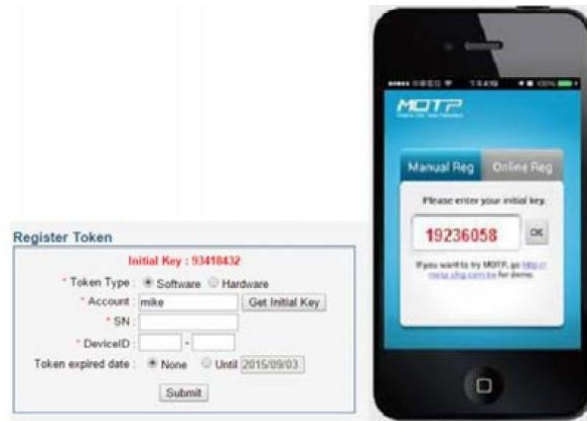 Register Token
Initial Key : 93418432
* Token Type : Software Hardware
* Account : mike Get Initial Key
* SN :
* DeviceID : -
Token expired date : None Until 2015/09/03
Submit
MOTP
Manual Reg Online Reg
Please enter your initial key.
19236058 OK
If you want to try MOTP, go
for demo.